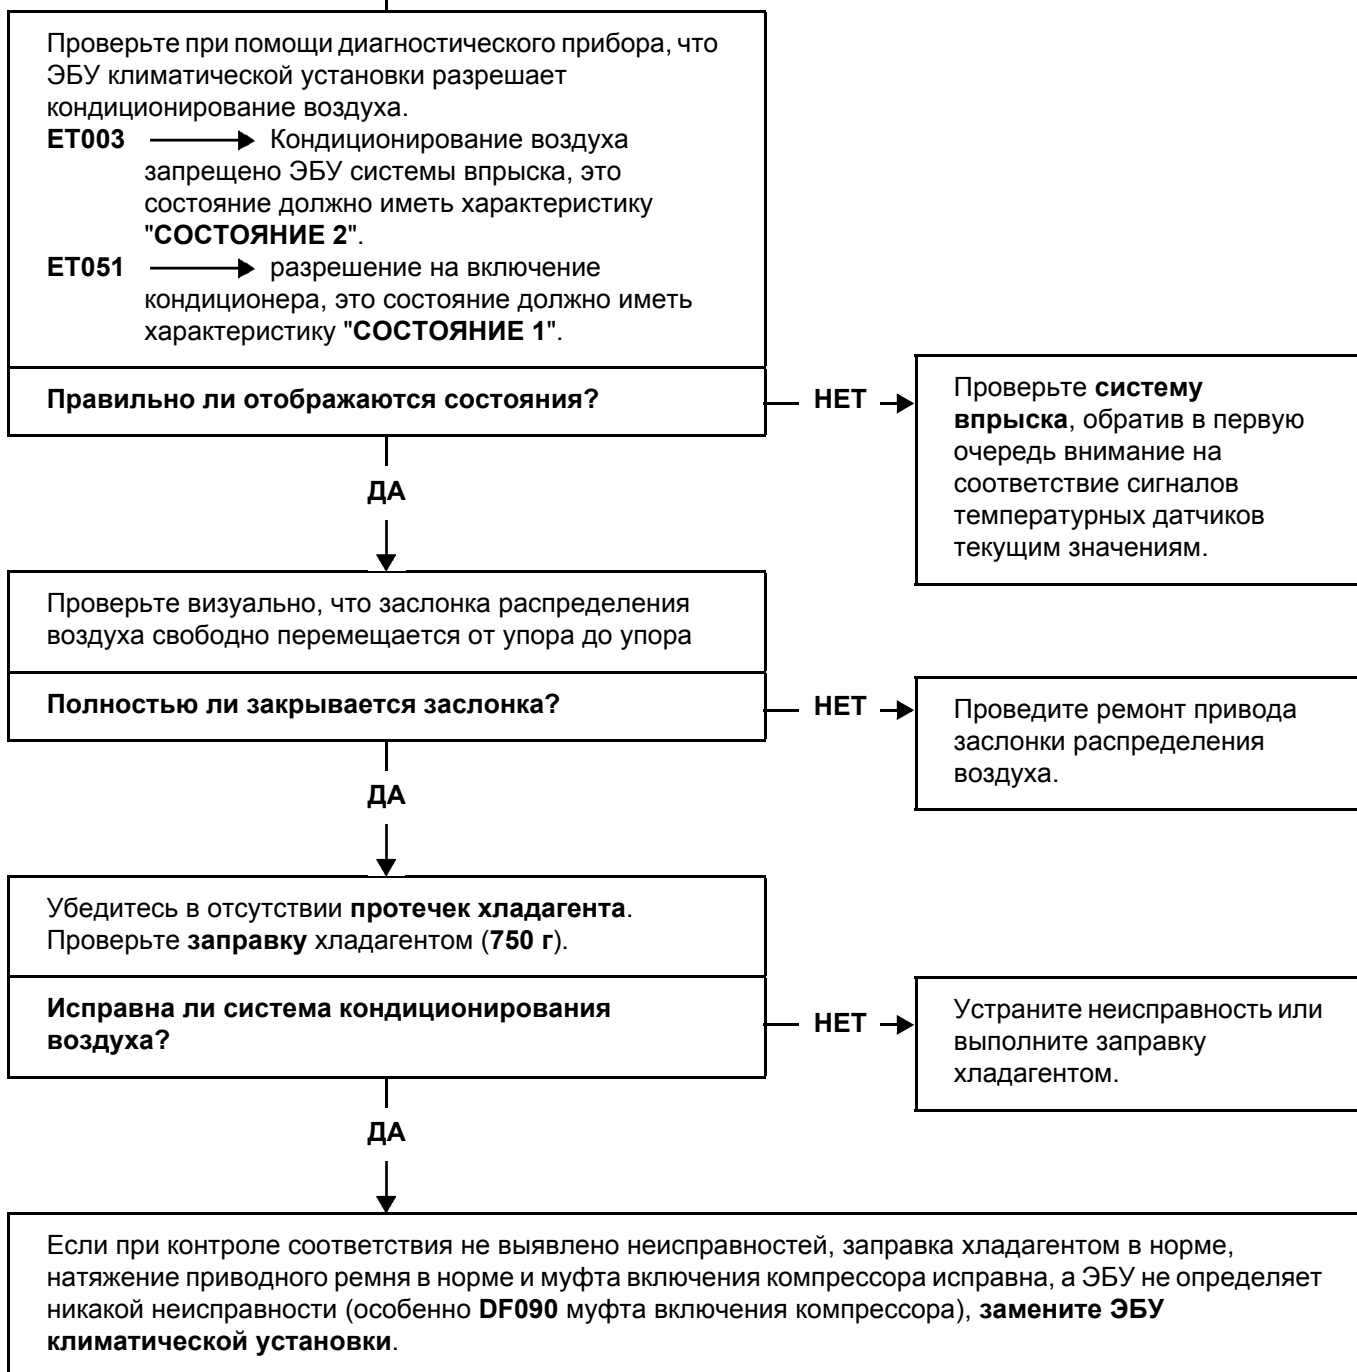 Проверьте при помощи диагностического прибора, что
ЭБУ климатической установки разрешает
кондиционирование воздуха.
ET003 Кондиционирование воздуха
запрещено ЭБУ системы впрыска, это
состояние должно иметь характеристику
"СОСТОЯНИЕ 2".
ET051 разрешение на включение
кондиционера, это состояние должно иметь
характеристику "СОСТОЯНИЕ 1".
Правильно ли отображаются состояния?
НЕТ
Проверьте систему
впрыска, обратив в первую
очередь внимание на
соответствие сигналов
температурных датчиков
текущим значениям.
ДА
Проверьте визуально, что заслонка распределения
воздуха свободно перемещается от упора до упора
Полностью ли закрывается заслонка?
НЕТ
Проведите ремонт привода
заслонки распределения
воздуха.
ДА
Убедитесь в отсутствии протечек хладагента.
Проверьте заправку хладагентом (750 г).
Исправна ли система кондиционирования
воздуха?
НЕТ
Устраните неисправность или
выполните заправку
хладагентом.
ДА
Если при контроле соответствия не выявлено неисправностей, заправка хладагентом в норме,
натяжение приводного ремня в норме и муфта включения компрессора исправна, а ЭБУ не определяет
никакой неисправности (особенно DF090 муфта включения компрессора), замените ЭБУ
климатической установки.